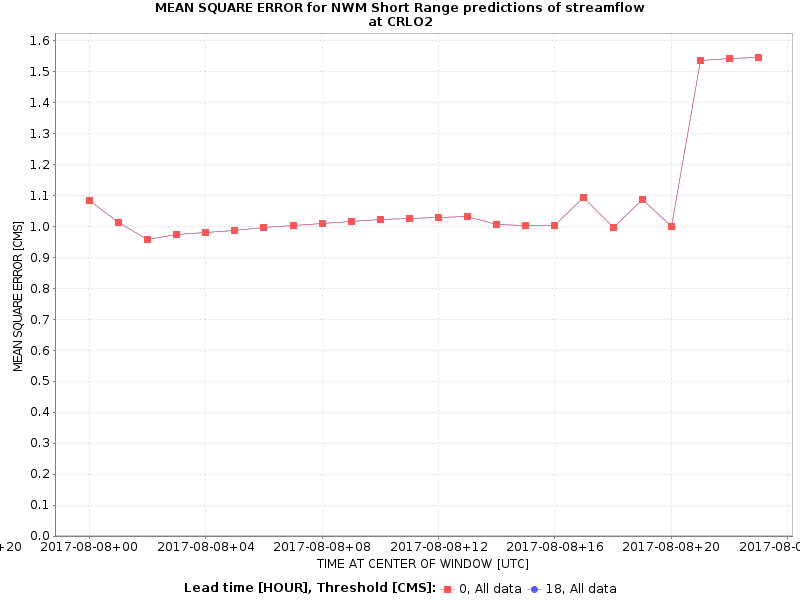 MEAN SQUARE ERROR for NWM Short Range predictions of streamflow
at CRLO2
MEAN SQUARE ERROR [CMS]
1.6
1.5
1.4
1.3
1.2
1.1
1.0
0.9
0.8
0.7
0.6
0.5
0.4
0.3
0.2
0.1
0.0
+20 2017-08-08+00 2017-08-08+04 2017-08-08+08 2017-08-08+12 2017-08-08+16 2017-08-08+20 2017-08-0
TIME AT CENTER OF WINDOW [UTC]
Lead time [HOUR], Threshold [CMS]: 0, All data 18, All data